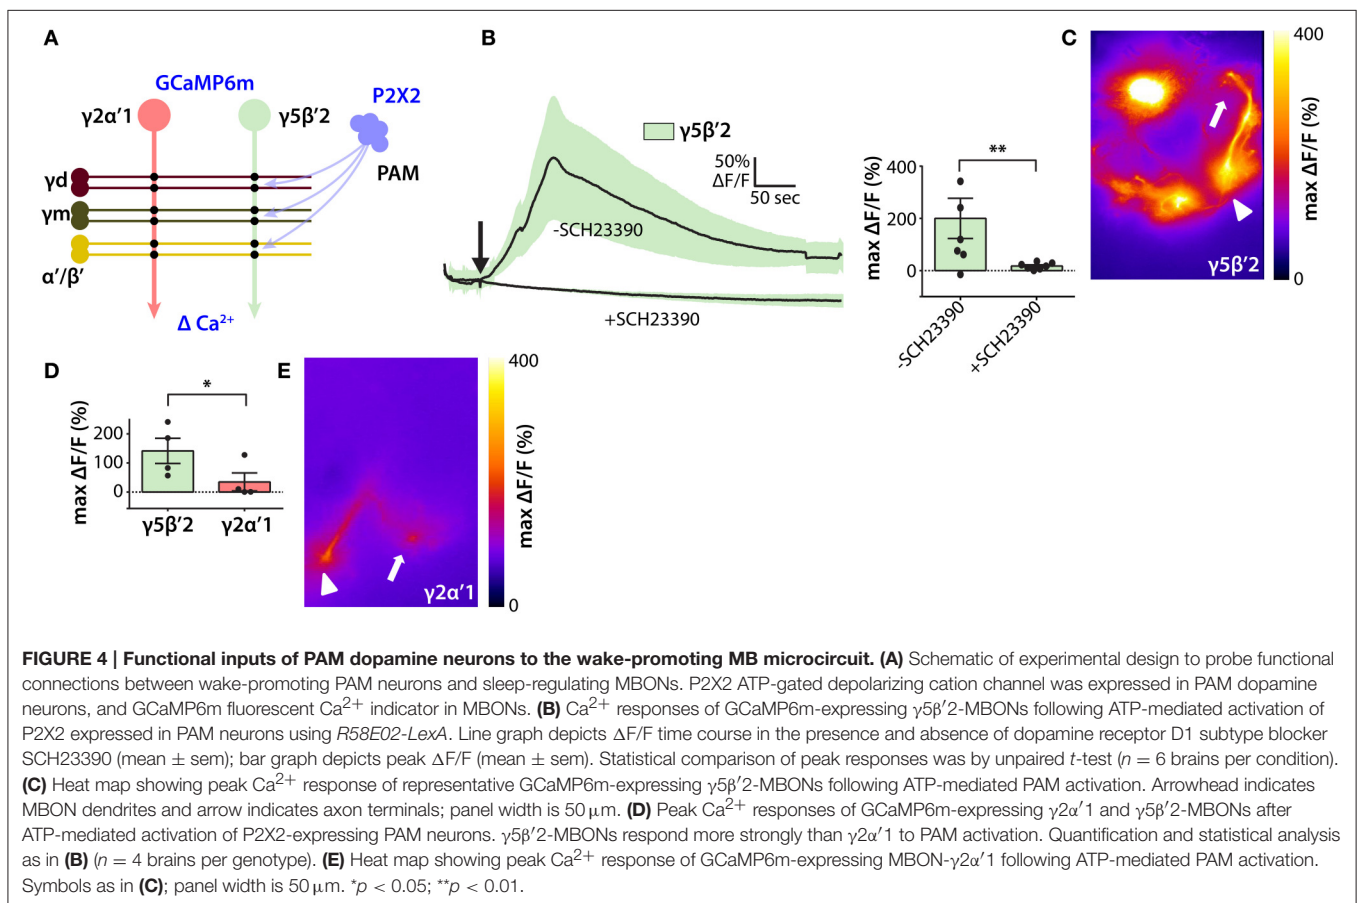 A
GCaMP6m
γ2α′1
γ5β′2
P2X2
PAM
γd
γm
α′/β′
Δ Ca²⁺
B
γ5β′2
50%
ΔF/F
50 sec
-SCH23390
+SCH23390
max ΔF/F (%)
400
200
0
**
-SCH23390
+SCH23390
C
γ5β′2
400
max ΔF/F (%)
0
D
max ΔF/F (%)
200
100
0
*
γ5β′2
γ2α′1
E
γ2α′1
400
max ΔF/F (%)
0
FIGURE 4 | Functional inputs of PAM dopamine neurons to the wake-promoting MB microcircuit. (A) Schematic of experimental design to probe functional
connections between wake-promoting PAM neurons and sleep-regulating MBONs. P2X2 ATP-gated depolarizing cation channel was expressed in PAM dopamine
neurons, and GCaMP6m fluorescent Ca²⁺ indicator in MBONs. (B) Ca²⁺ responses of GCaMP6m-expressing γ5β′2-MBONs following ATP-mediated activation of
P2X2 expressed in PAM neurons using R58E02-LexA. Line graph depicts ΔF/F time course in the presence and absence of dopamine receptor D1 subtype blocker
SCH23390 (mean ± sem); bar graph depicts peak ΔF/F (mean ± sem). Statistical comparison of peak responses was by unpaired t-test (n = 6 brains per condition).
(C) Heat map showing peak Ca²⁺ response of representative GCaMP6m-expressing γ5β′2-MBONs following ATP-mediated PAM activation. Arrowhead indicates
MBON dendrites and arrow indicates axon terminals; panel width is 50 μm. (D) Peak Ca²⁺ responses of GCaMP6m-expressing γ2α′1 and γ5β′2-MBONs after
ATP-mediated activation of P2X2-expressing PAM neurons. γ5β′2-MBONs respond more strongly than γ2α′1 to PAM activation. Quantification and statistical analysis
as in (B) (n = 4 brains per genotype). (E) Heat map showing peak Ca²⁺ response of GCaMP6m-expressing MBON-γ2α′1 following ATP-mediated PAM activation.
Symbols as in (C); panel width is 50 μm. *p < 0.05; **p < 0.01.